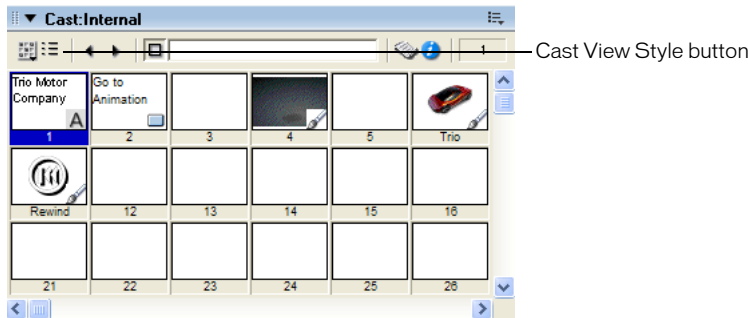 Cast:Internal
1
Cast View Style button
Trio Motor Company
Go to Animation
A
1 2 3 4 5 Trio
Rewind 12 13 14 15 16
21 22 23 24 25 26